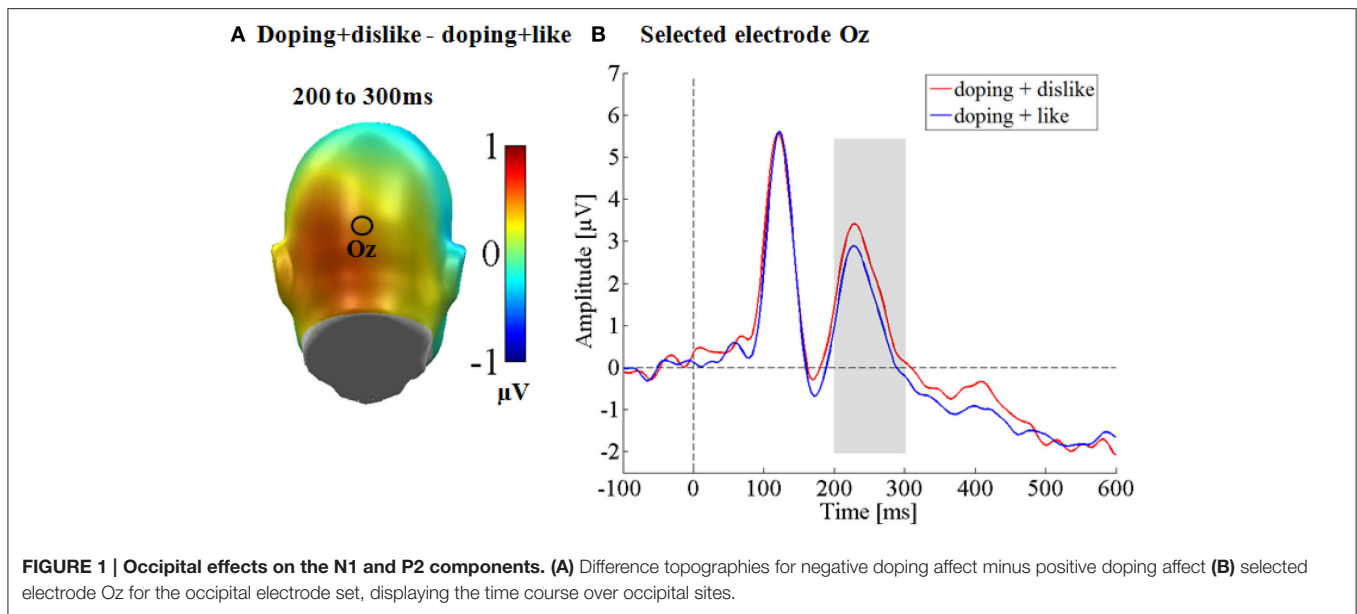 A Doping+dislike - doping+like
B Selected electrode Oz
200 to 300ms
Oz
1
0
-1
µV
7
6
5
4
3
2
1
0
-1
-2
Amplitude [µV]
doping + dislike
doping + like
-100 0 100 200 300 400 500 600
Time [ms]
FIGURE 1 | Occipital effects on the N1 and P2 components. (A) Difference topographies for negative doping affect minus positive doping affect (B) selected
electrode Oz for the occipital electrode set, displaying the time course over occipital sites.